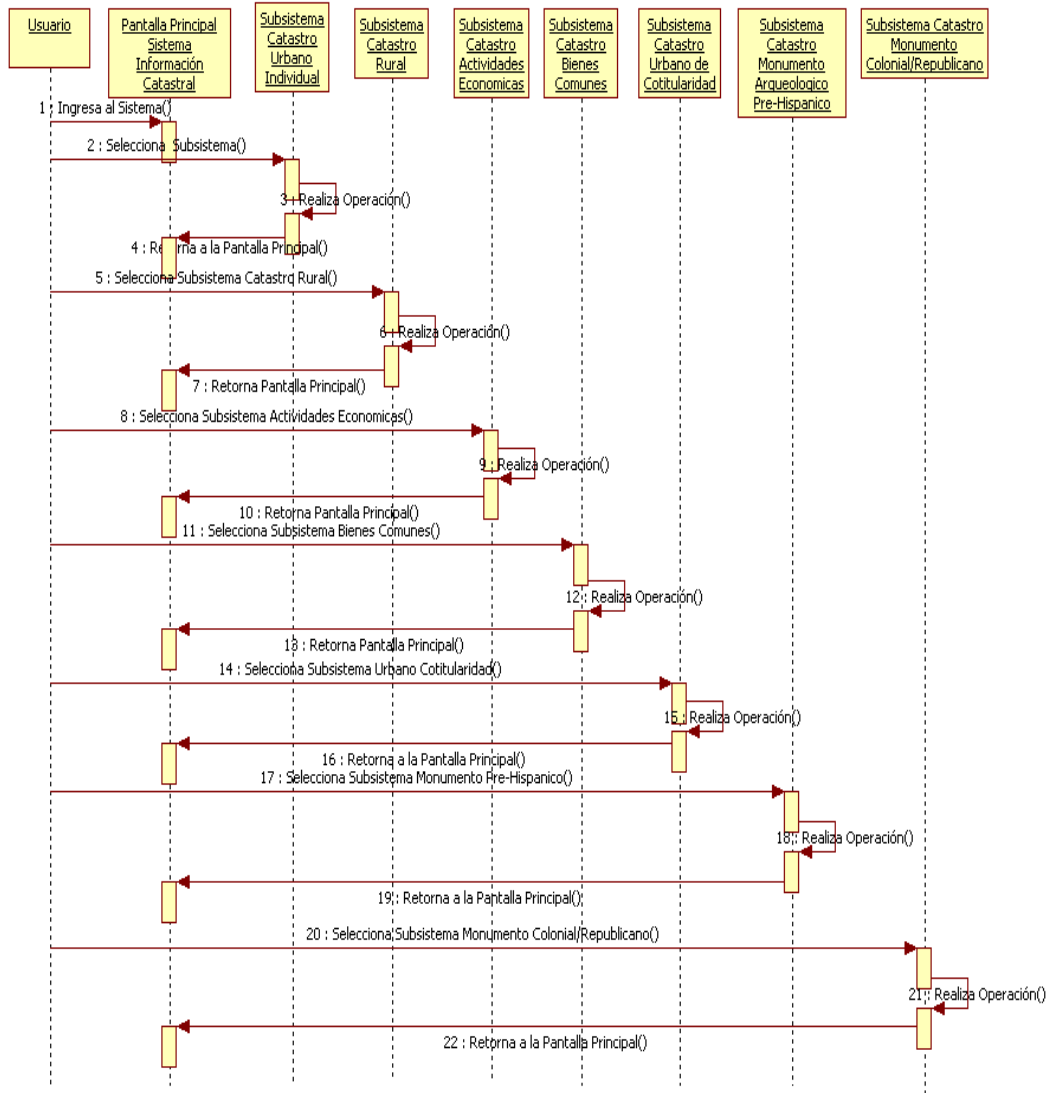 Usuario
Pantalla Principal
Sistema
Información
Catastral
Subsistema
Catastro
Urbano
Individual
Subsistema
Catastro
Rural
Subsistema
Catastro
Actividades
Economicas
Subsistema
Catastro
Bienes
Comunes
Subsistema
Catastro
Urbano de
Cotitularidad
Subsistema
Catastro
Monumento
Arqueologico
Pre-Hispanico
Subsistema Catastro
Monumento
Colonial/Republicano
1 : Ingresa al Sistema()
2 : Selecciona Subsistema()
3 : Realiza Operación()
4 : Retorna a la Pantalla Principal()
5 : Selecciona Subsistema Catastro Rural()
6 : Realiza Operación()
7 : Retorna Pantalla Principal()
8 : Selecciona Subsistema Actividades Economicas()
9 : Realiza Operación()
10 : Retorna Pantalla Principal()
11 : Selecciona Subsistema Bienes Comunes()
12 : Realiza Operación()
13 : Retorna Pantalla Principal()
14 : Selecciona Subsistema Urbano Cotitularidad()
15 : Realiza Operación()
16 : Retorna a la Pantalla Principal()
17 : Selecciona Subsistema Monumento Pre-Hispanico()
18 : Realiza Operación()
19 : Retorna a la Pantalla Principal()
20 : Selecciona Subsistema Monumento Colonial/Republicano()
21 : Realiza Operación()
22 : Retorna a la Pantalla Principal()